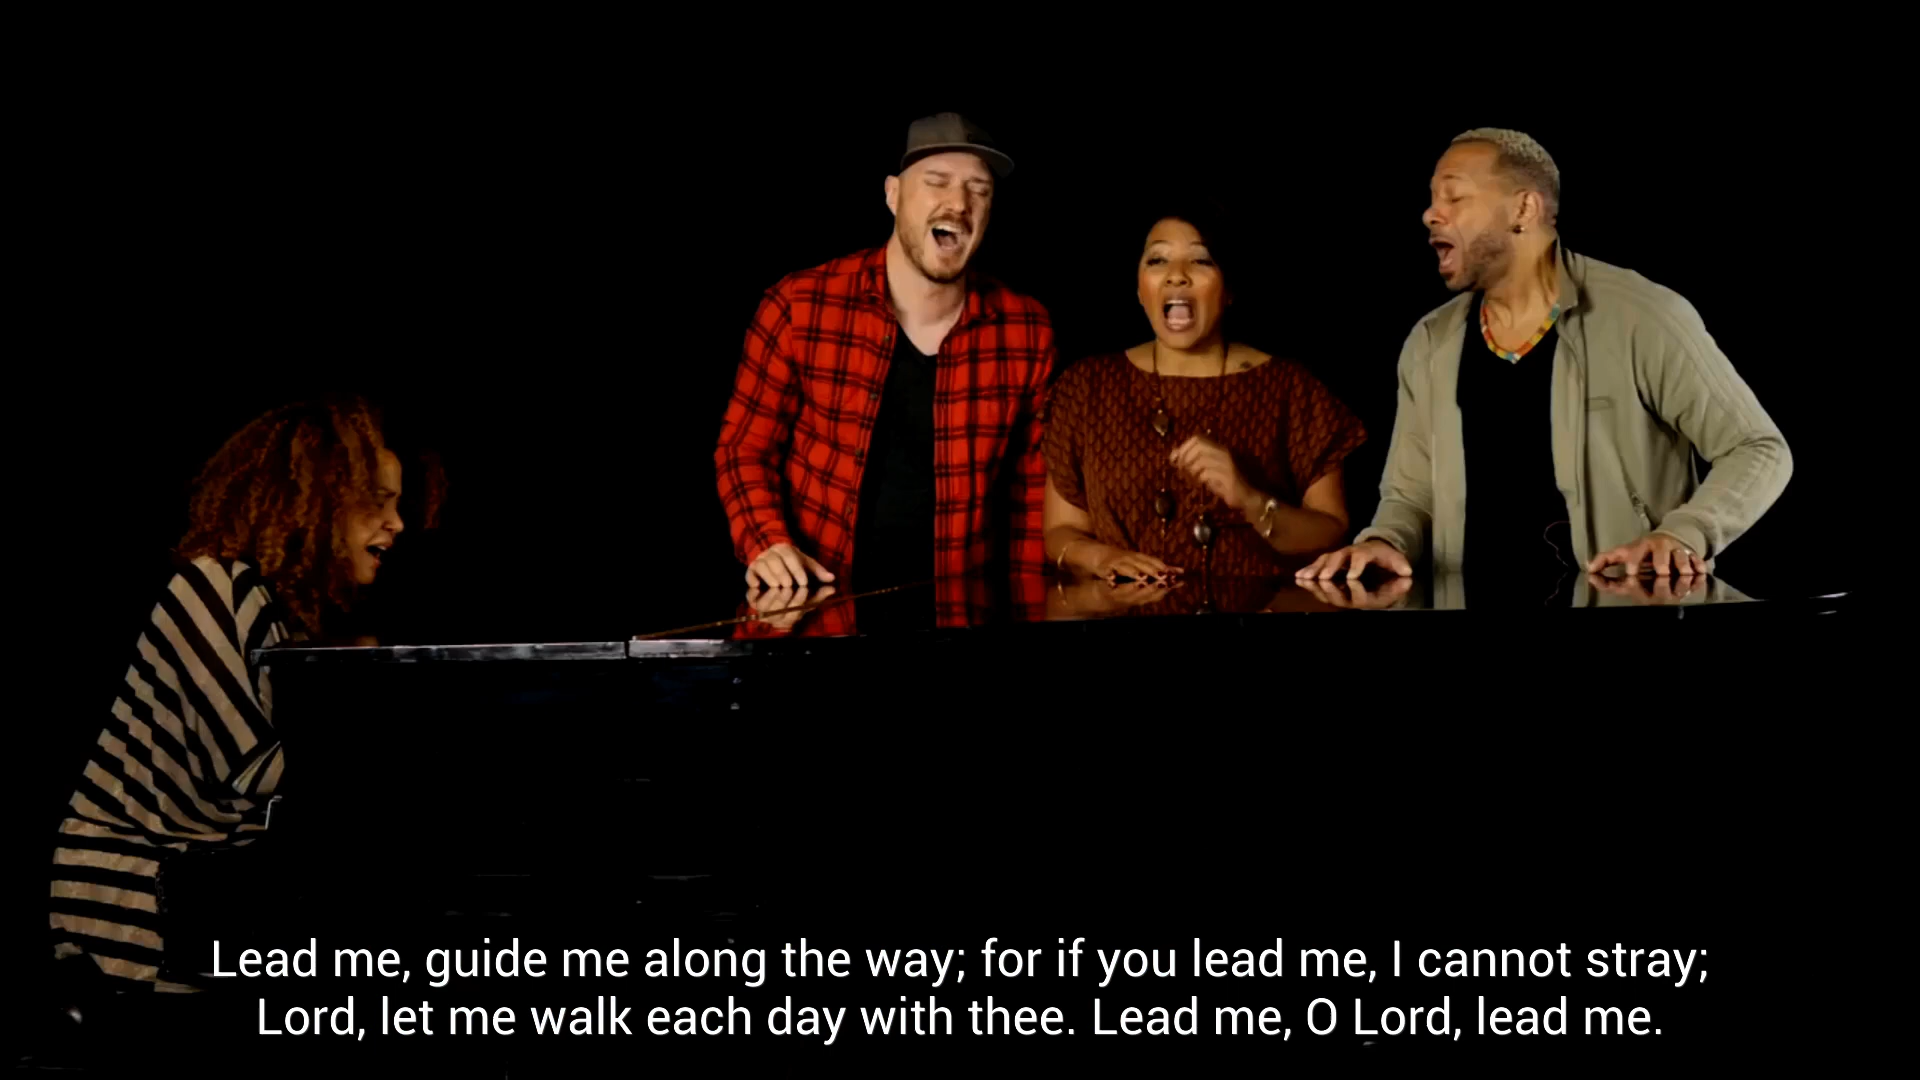 Lead me, guide me along the way; for if you lead me, I cannot stray;
Lord, let me walk each day with thee. Lead me, O Lord, lead me.